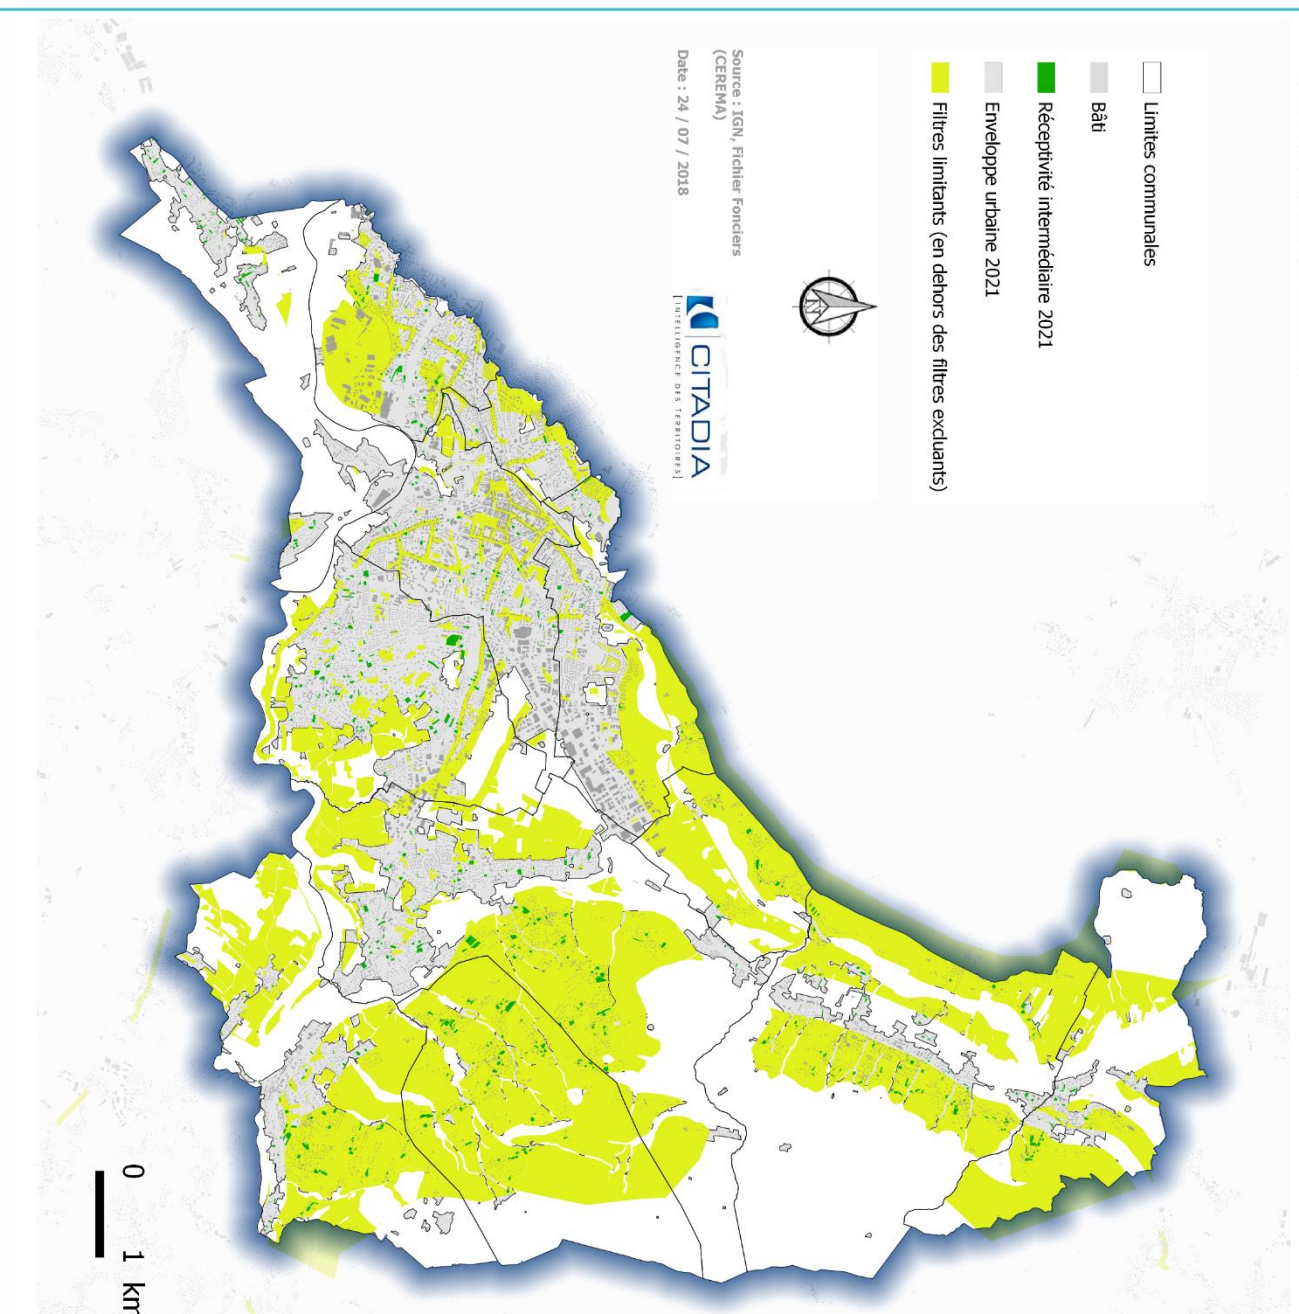 Limites communales
Bâti
Réceptivité intermédiaire 2021
Enveloppe urbaine 2021
Filtres limitants (en dehors des filtres excluants)
N
Source : IGN, Fichier Fonciers
(CEREMA)
Date : 24 / 07 / 2018
CITADIA
[INTELLIGENCE DES TERRITOIRES]
0 1 km